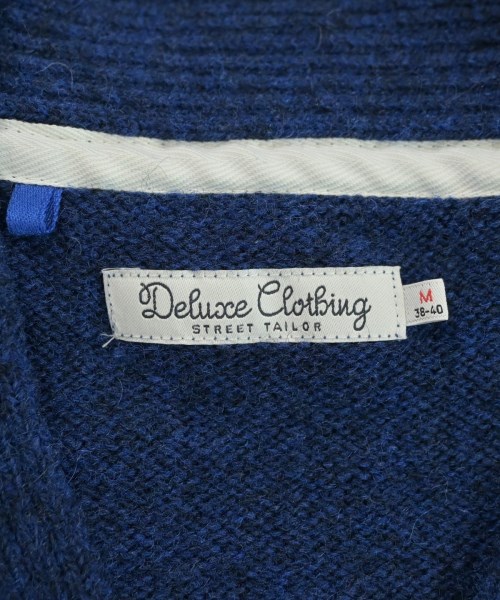 Deluxe Clothing
STREET TAILOR
M
38-40